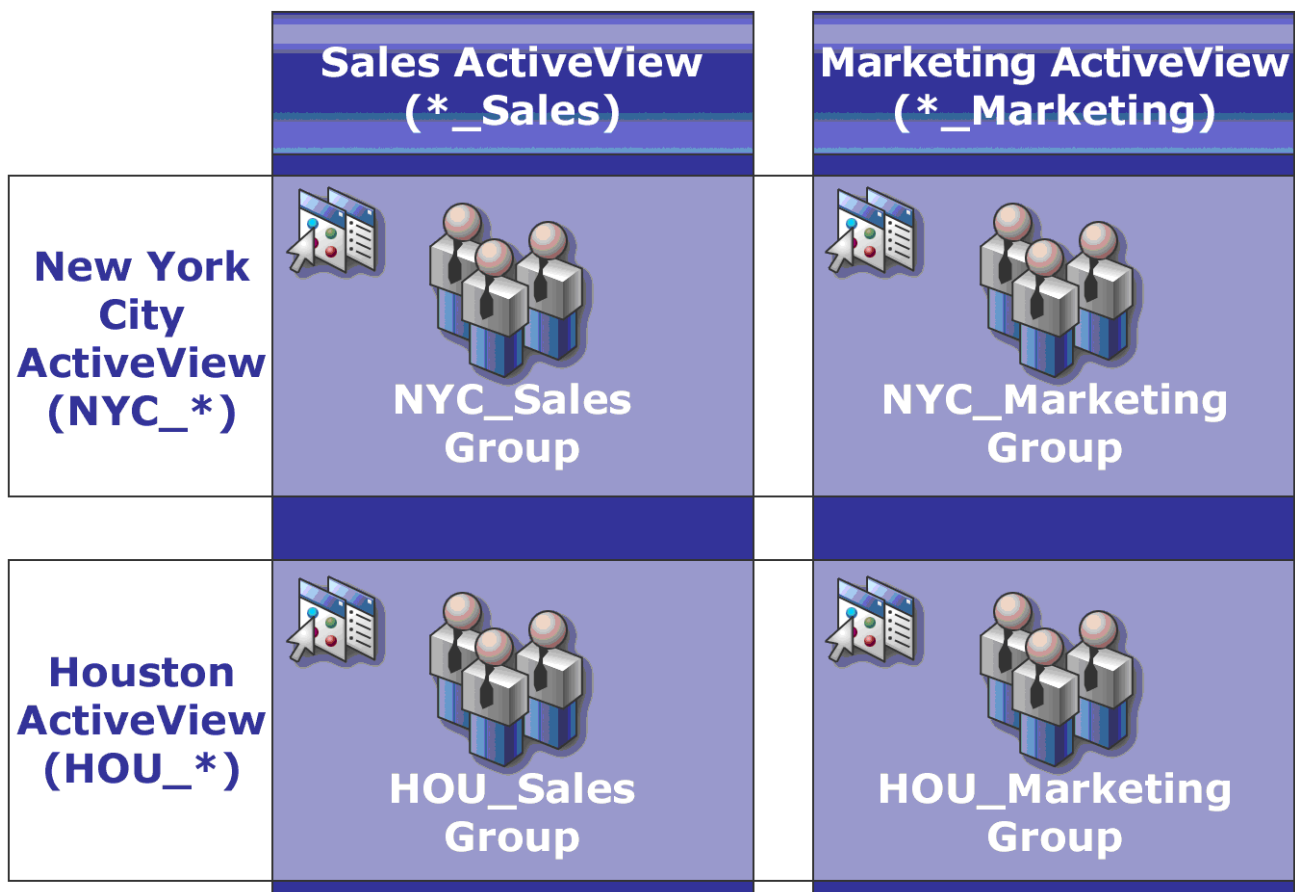 Sales ActiveView
(*_Sales)
Marketing ActiveView
(*_Marketing)
New York
City
ActiveView
(NYC_*)
NYC_Sales
Group
NYC_Marketing
Group
Houston
ActiveView
(HOU_*)
HOU_Sales
Group
HOU_Marketing
Group